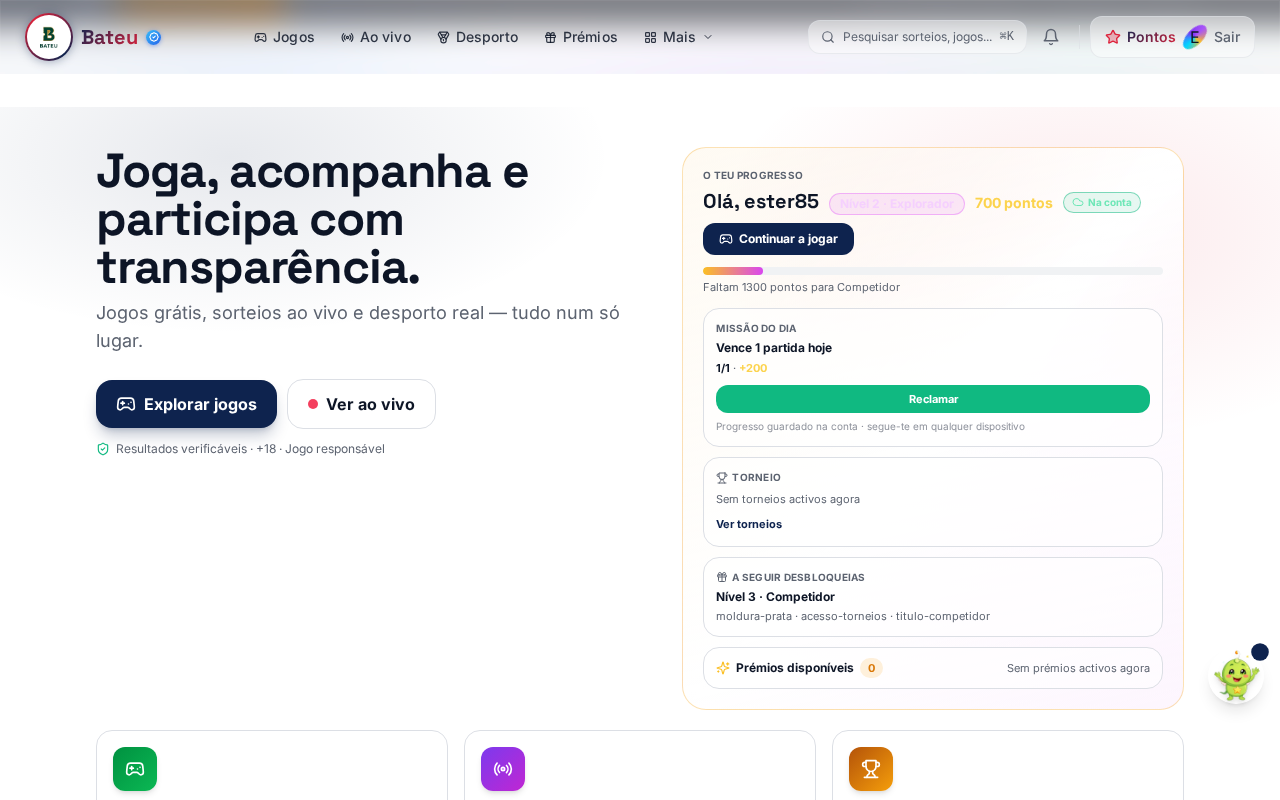 B
BATEU
Bateu
Jogos
Ao vivo
Desporto
Prémios
Mais
Pesquisar sorteios, jogos... ⌘K
Pontos
E
Sair
Joga, acompanha e
participa com
transparência.
Jogos grátis, sorteios ao vivo e desporto real — tudo num só
lugar.
Explorar jogos
Ver ao vivo
Resultados verificáveis · +18 · Jogo responsável
O TEU PROGRESSO
Olá, ester85
Nível 2 · Explorador
700 pontos
Na conta
Continuar a jogar
Faltam 1300 pontos para Competidor
MISSÃO DO DIA
Vence 1 partida hoje
1/1 · +200
Reclamar
Progresso guardado na conta · segue-te em qualquer dispositivo
TORNEIO
Sem torneios activos agora
Ver torneios
A SEGUIR DESBLOQUEIAS
Nível 3 · Competidor
moldura-prata · acesso-torneios · titulo-competidor
Prémios disponíveis 0
Sem prémios activos agora